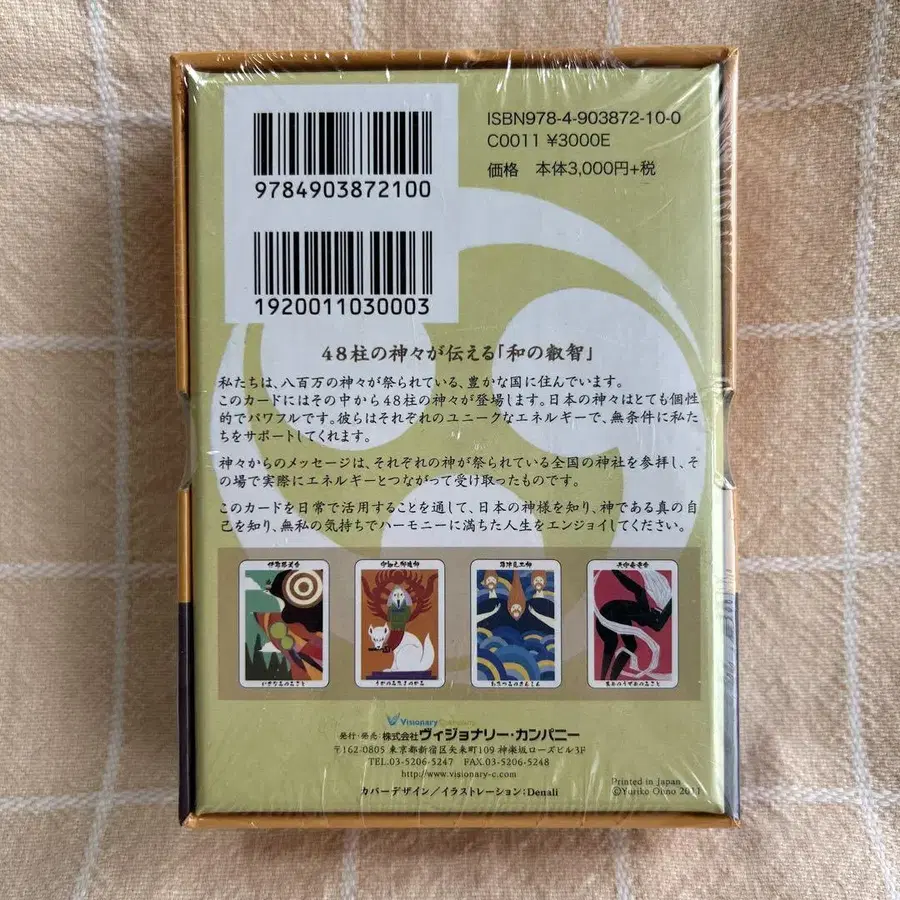 ISBN978-4-903872-10-0
C0011 ¥3000E
価格 本体3,000円+税
9784903872100
1920011030003
48柱の神々が伝える「和の叡智」
私たちは、八百万の神々が祭られている、豊かな国に住んでいます。
このカードにはその中から48柱の神々が登場します。日本の神々はとても個性
的でパワフルです。彼らはそれぞれのユニークなエネルギーで、無条件に私た
ちをサポートしてくれます。
神々からのメッセージは、それぞれの神が祭られている全国の神社を参拝し、そ
の場で実際にエネルギーとつながって受け取ったものです。
このカードを日常で活用することを通して、日本の神様を知り、神である真の自
己を知り、無私の気持ちでハーモニーに満ちた人生をエンジョイしてください。
Visionary Company
発行・発売:株式会社ヴィジョナリー・カンパニー
〒162-0805 東京都新宿区矢来町109 神楽坂ローズビル3F
TEL.03-5206-5247 FAX.03-5206-5248
http://www.visionary-c.com
カバーデザイン/イラストレーション:Denali
Printed in Japan
©Yuriko Ohno 2011